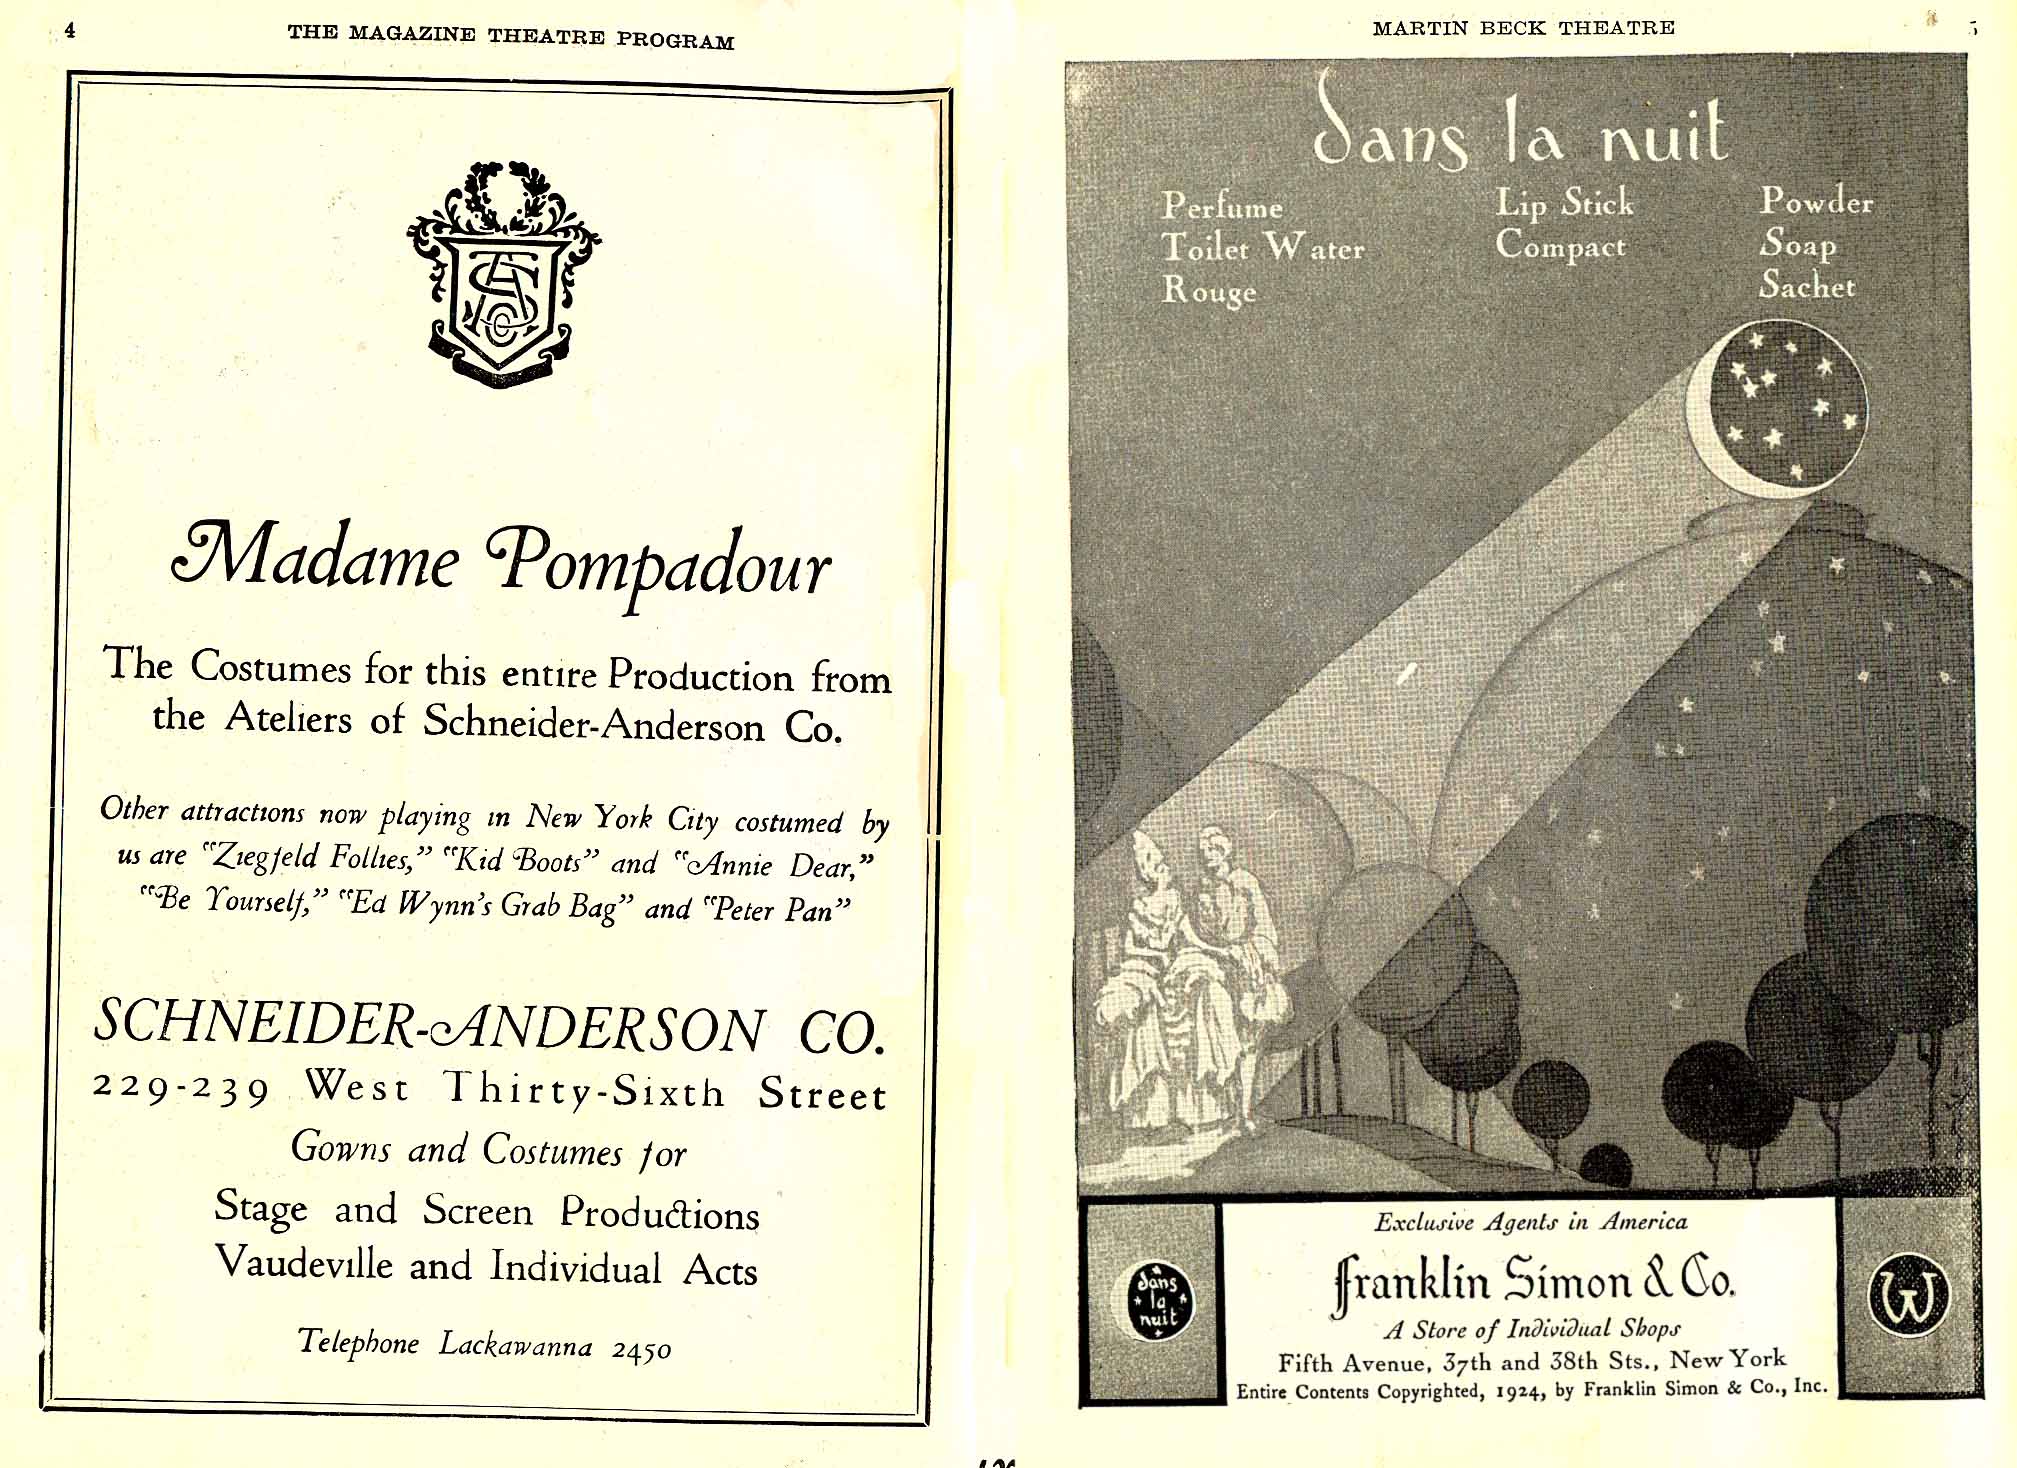 4
THE MAGAZINE THEATRE PROGRAM
Madame Pompadour
The Costumes for this entire Production from
the Ateliers of Schneider-Anderson Co.
Other attractions now playing in New York City costumed by
us are "Ziegfeld Follies," "Kid Boots" and "Annie Dear,"
"Be Yourself," "Ed Wynn's Grab Bag" and "Peter Pan"
SCHNEIDER-ANDERSON CO.
229-239 West Thirty-Sixth Street
Gowns and Costumes for
Stage and Screen Productions
Vaudeville and Individual Acts
Telephone Lackawanna 2450
MARTIN BECK THEATRE
5
dans la nuit
Perfume Lip Stick Powder
Toilet Water Compact Soap
Rouge Sachet
Exclusive Agents in America
Franklin Simon & Co.
A Store of Individual Shops
Fifth Avenue, 37th and 38th Sts., New York
Entire Contents Copyrighted, 1924, by Franklin Simon & Co., Inc.
dans
la
nuit
W